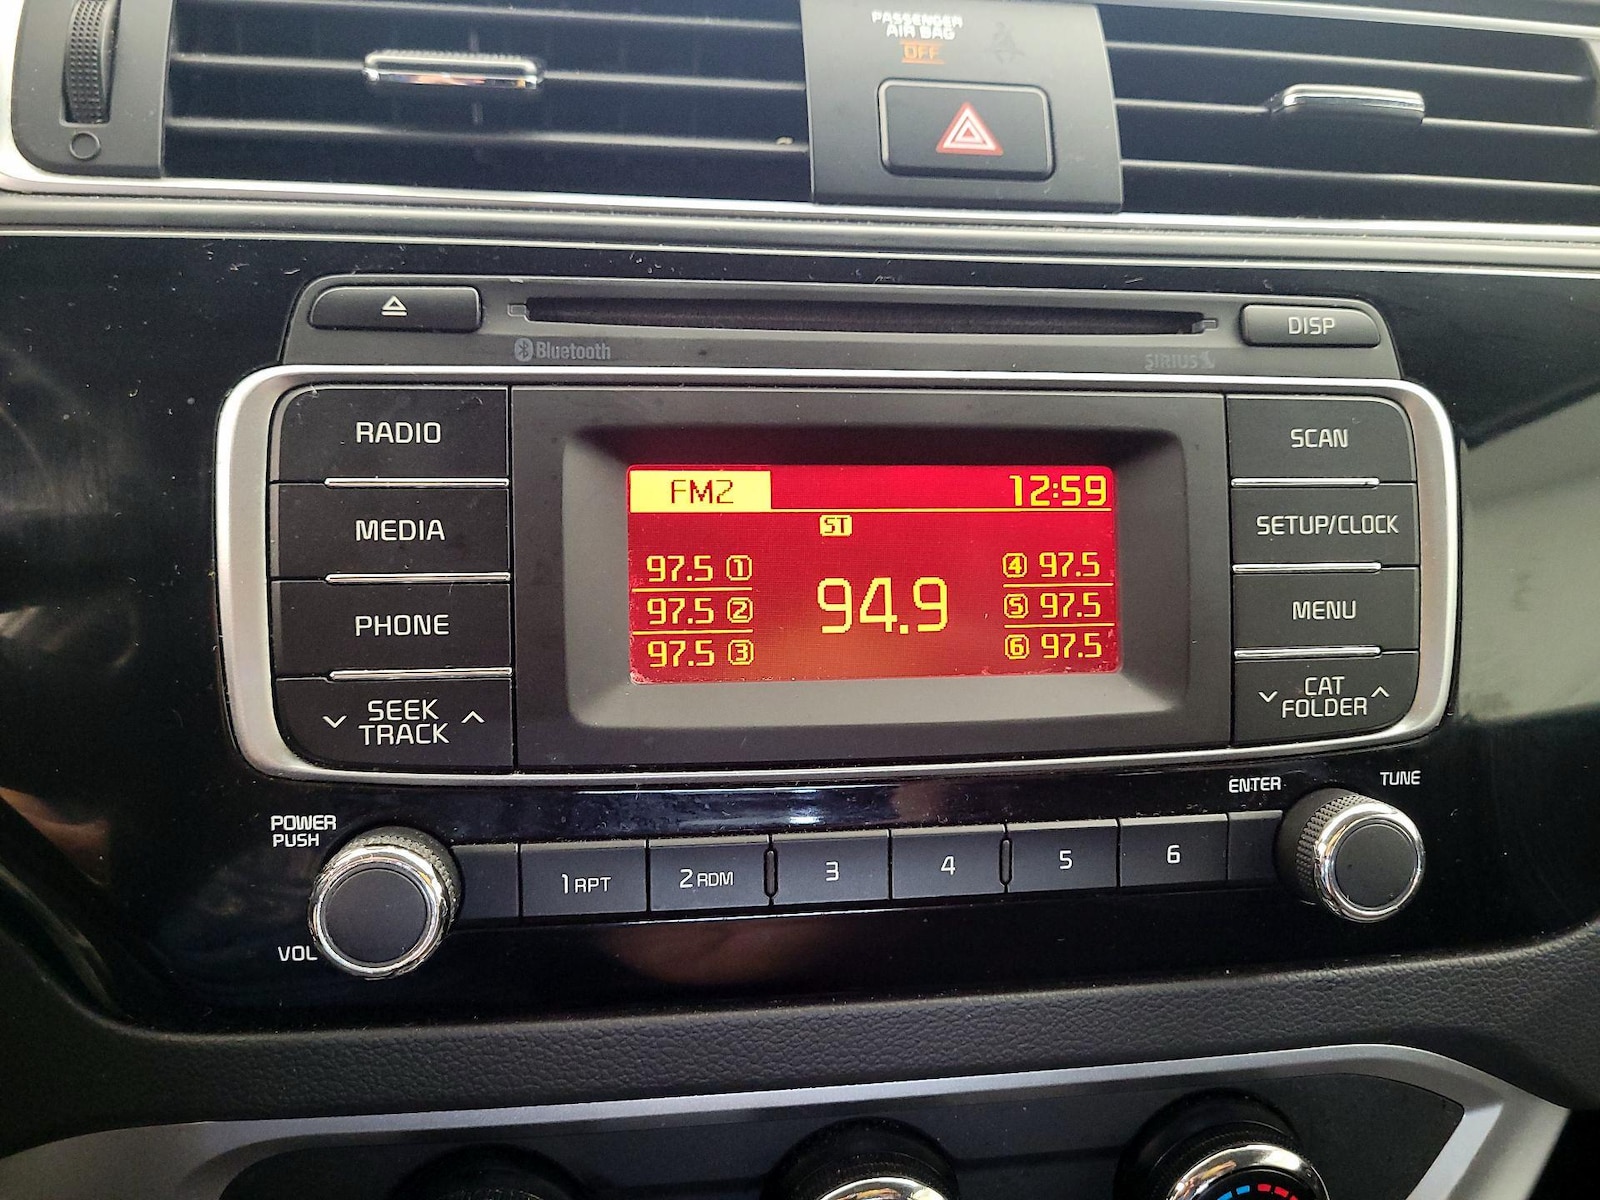 PASSENGER
AIR BAG
OFF
Bluetooth
SIRIUS
DISP
RADIO
MEDIA
PHONE
SEEK
TRACK
FM2 12:59
ST
97.5 1
97.5 2
97.5 3
94.9
4 97.5
5 97.5
6 97.5
SCAN
SETUP/CLOCK
MENU
CAT
FOLDER
POWER
PUSH
VOL
1 RPT
2 RDM
3
4
5
6
ENTER
TUNE